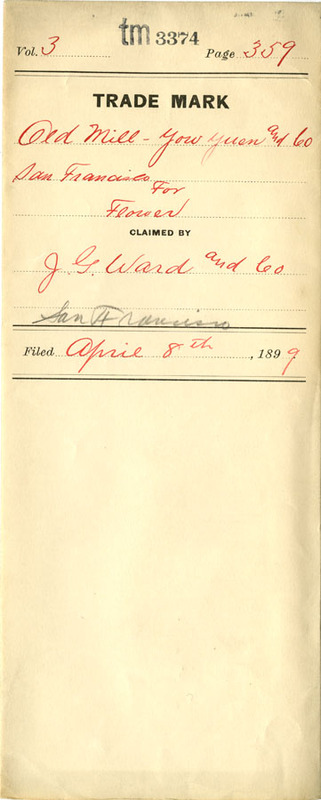 tm 3374
Vol. 3 Page 359
TRADE MARK
Old Mill - Yow Yuen and Co
San Francisco
For
Flower
CLAIMED BY
J. G. Ward and Co
San Francisco
Filed April 8th, 1899